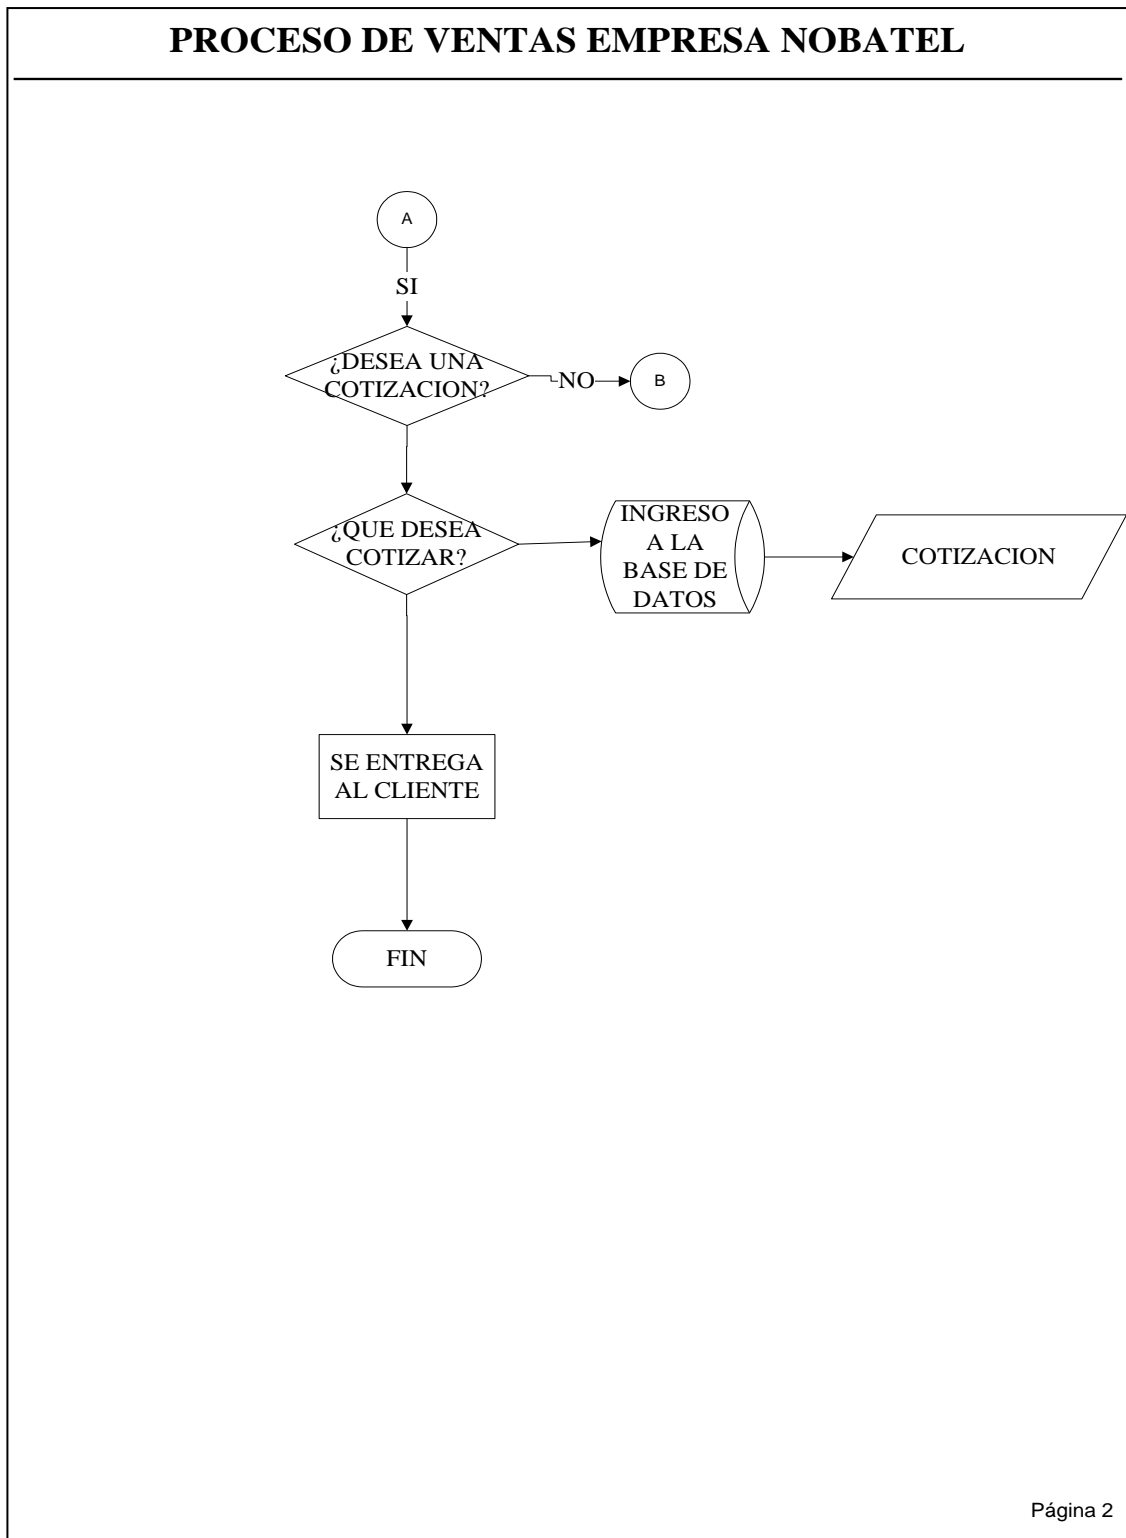 PROCESO DE VENTAS EMPRESA NOBATEL
A
SI
¿DESEA UNA
COTIZACION?
NO
B
¿QUE DESEA
COTIZAR?
INGRESO
A LA
BASE DE
DATOS
COTIZACION
SE ENTREGA
AL CLIENTE
FIN
Página 2